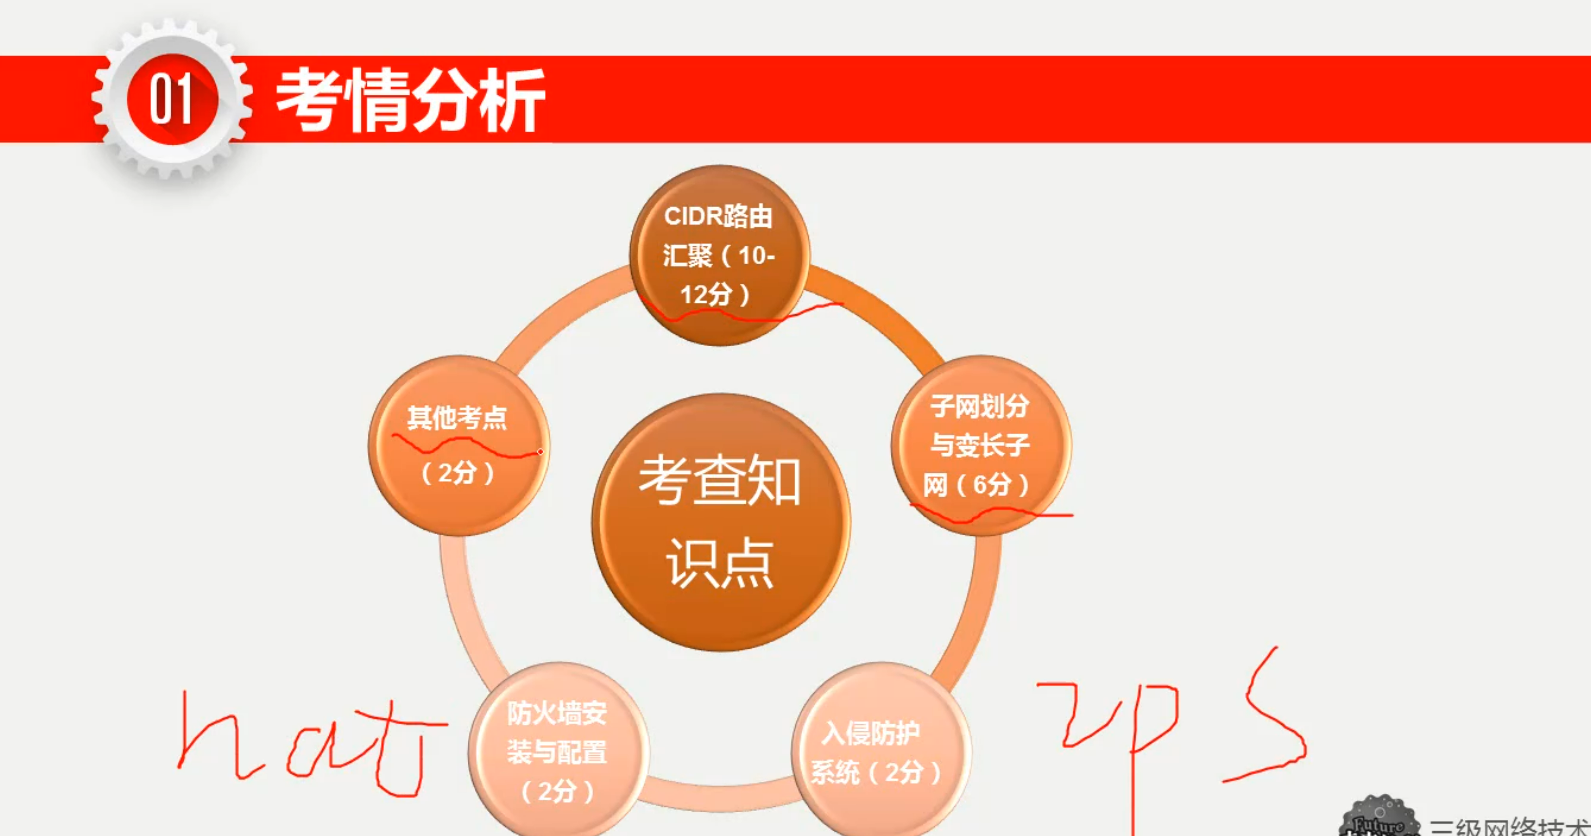 01
考情分析
CIDR路由
汇聚（10-
12分）
其他考点
（2分）
子网划分
与变长子
网（6分）
考查知
识点
防火墙安
装与配置
（2分）
入侵防护
系统（2分）
nat
ips
Future
三级网络技术